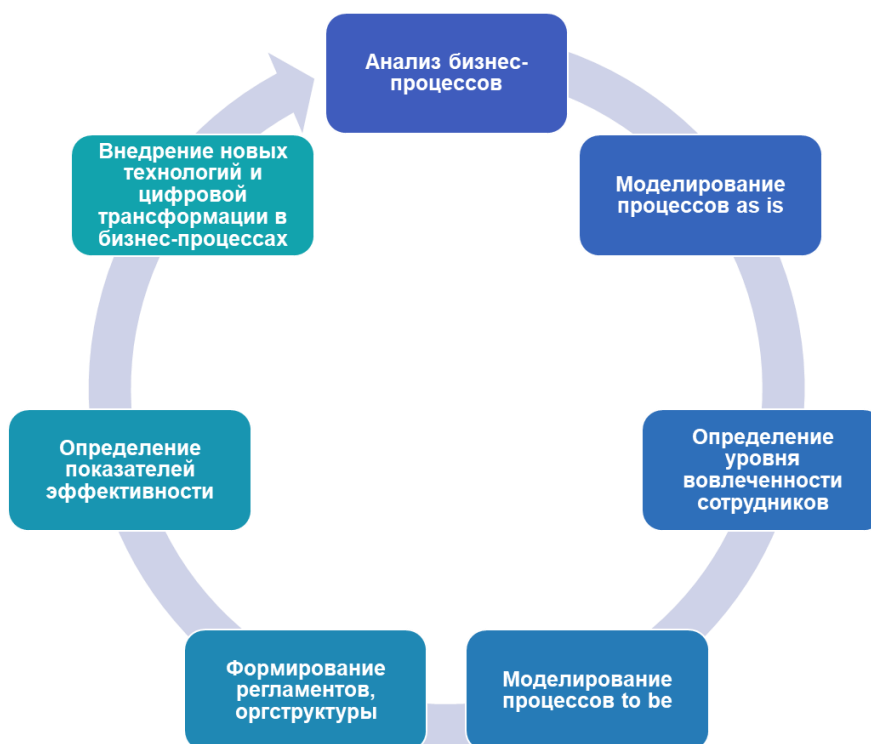 Анализ бизнес-
процессов
Моделирование
процессов as is
Определение
уровня
вовлеченности
сотрудников
Моделирование
процессов to be
Формирование
регламентов,
оргструктуры
Определение
показателей
эффективности
Внедрение новых
технологий и
цифровой
трансформации в
бизнес-процессах